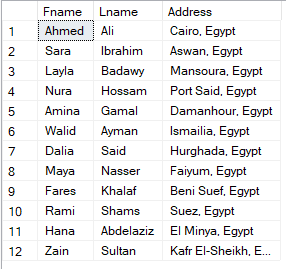 Fname Lname Address
1 Ahmed Ali Cairo, Egypt
2 Sara Ibrahim Aswan, Egypt
3 Layla Badawy Mansoura, Egypt
4 Nura Hossam Port Said, Egypt
5 Amina Gamal Damanhour, Egypt
6 Walid Ayman Ismailia, Egypt
7 Dalia Said Hurghada, Egypt
8 Maya Nasser Faiyum, Egypt
9 Fares Khalaf Beni Suef, Egypt
10 Rami Shams Suez, Egypt
11 Hana Abdelaziz El Minya, Egypt
12 Zain Sultan Kafr El-Sheikh, E...